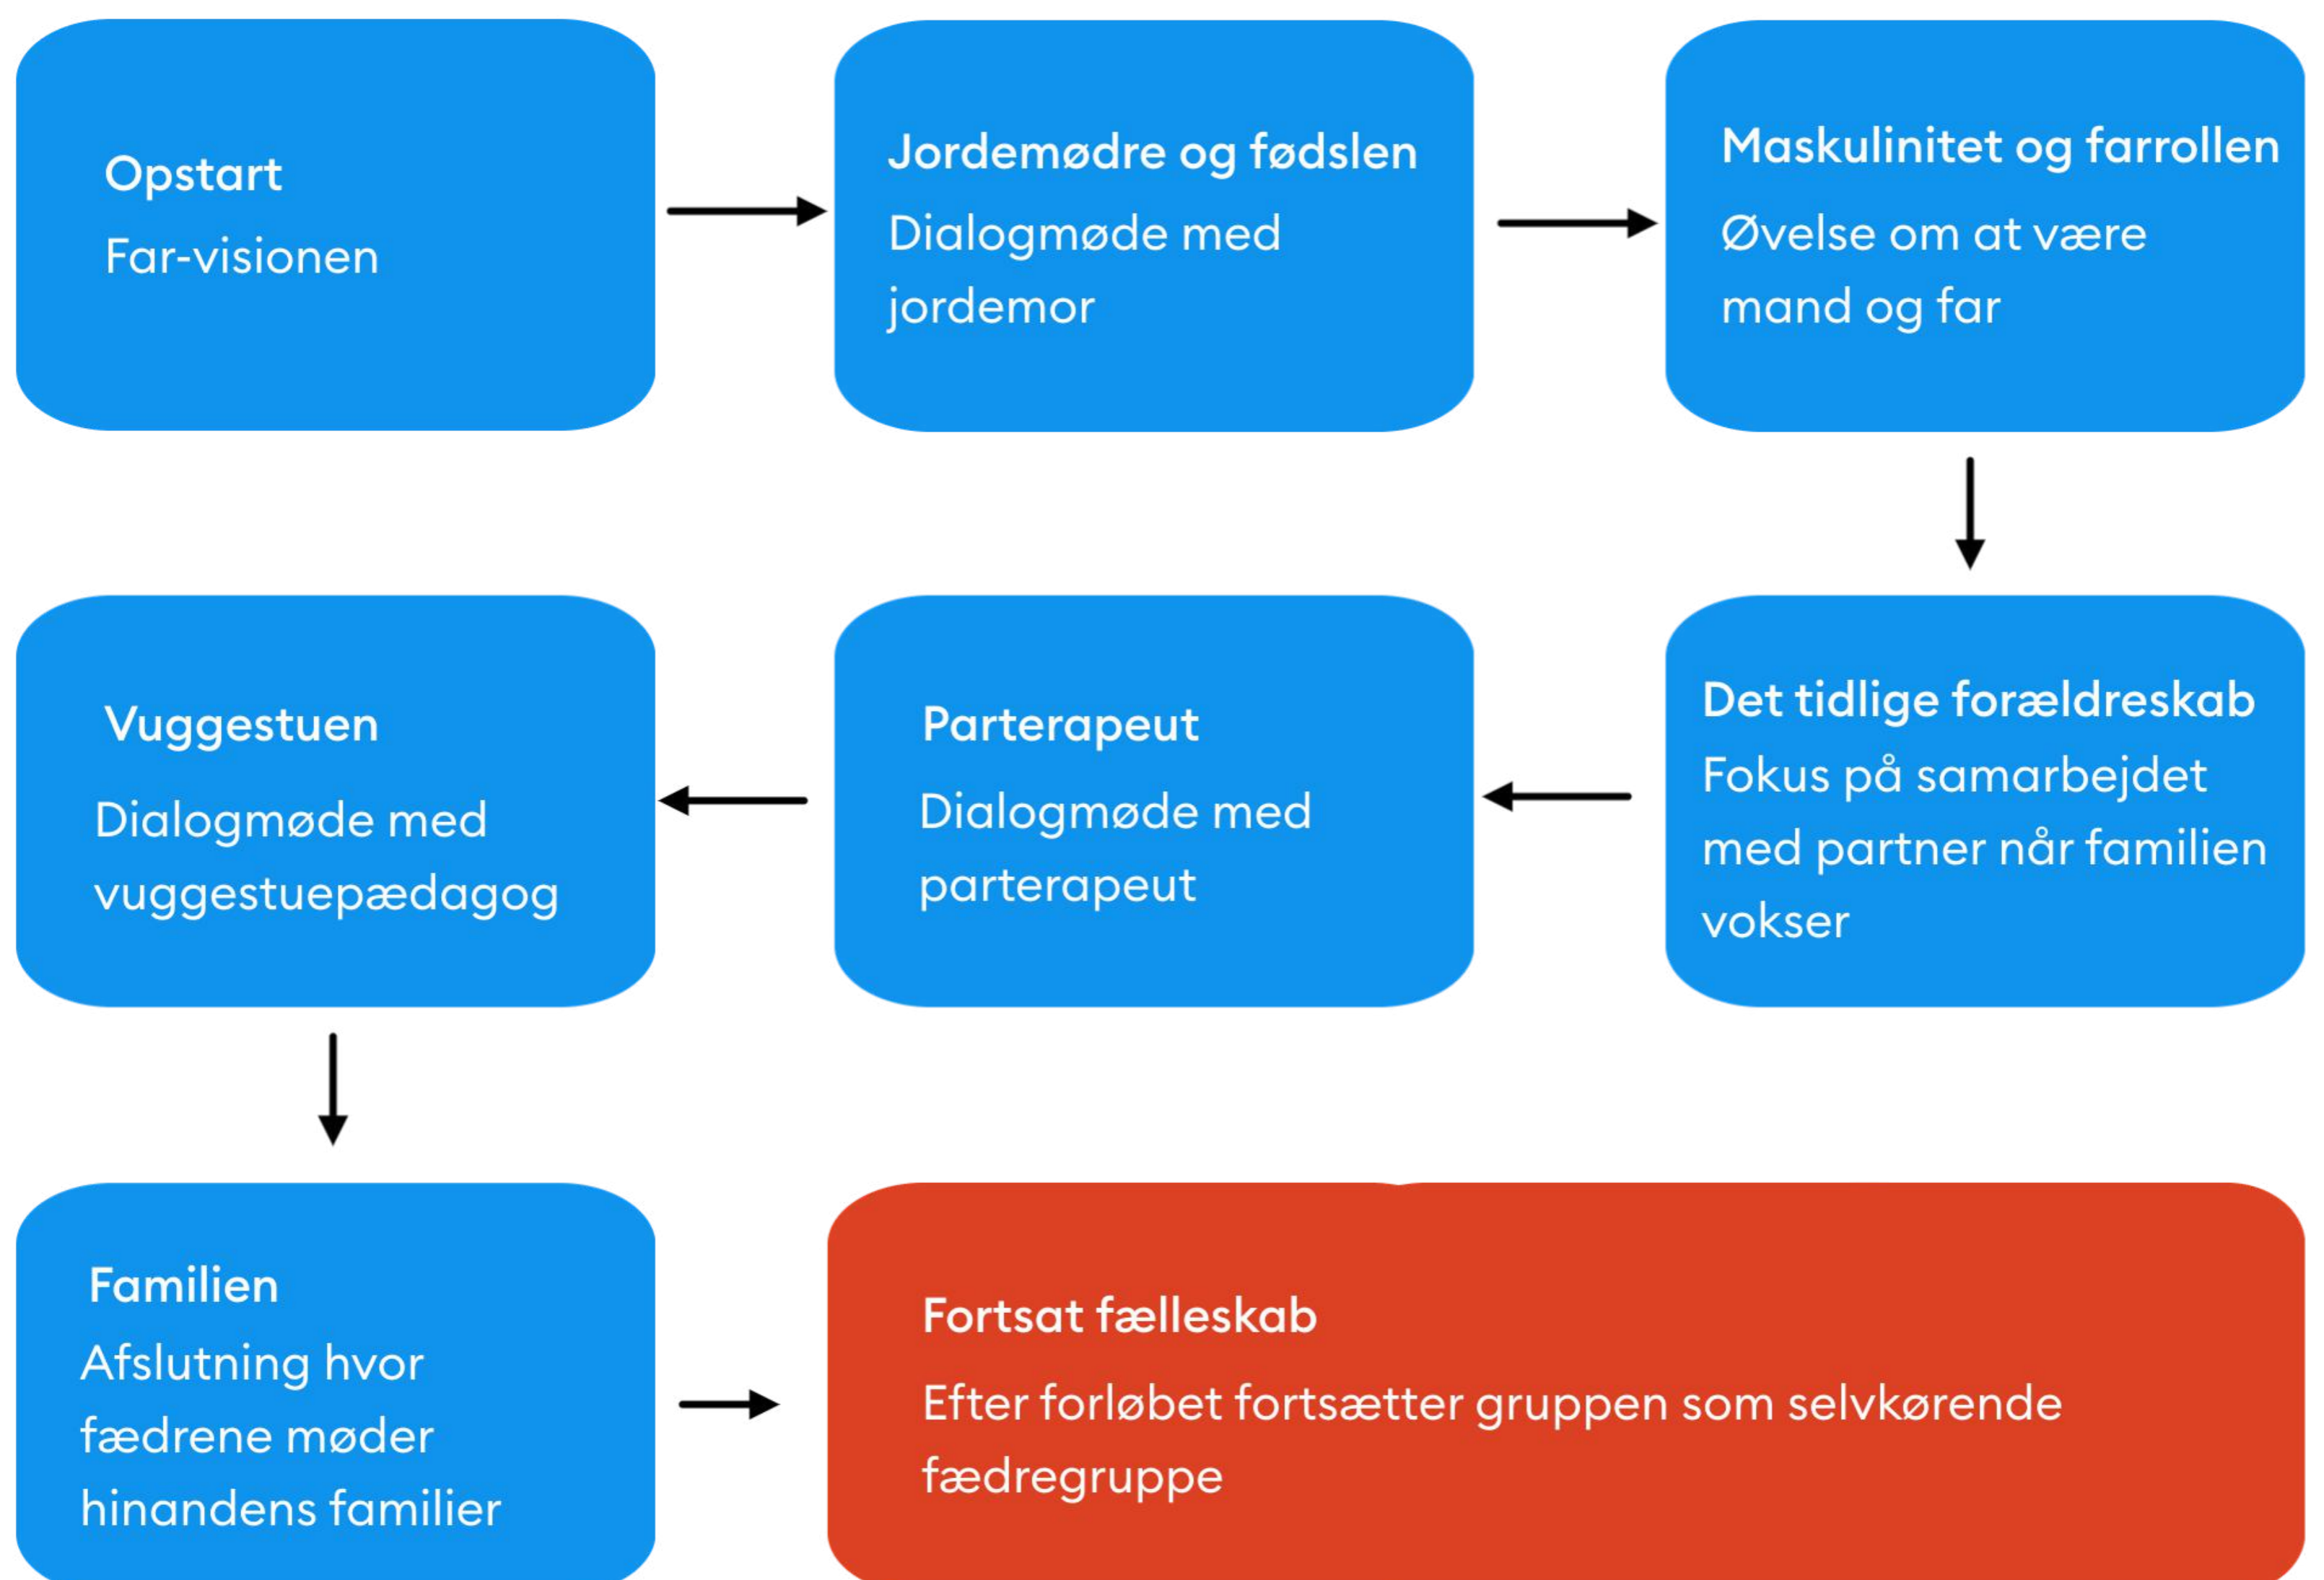 Opstart
Far-visionen
Jordemødre og fødslen
Dialogmøde med
jordemor
Maskulinitet og farrollen
Øvelse om at være
mand og far
Det tidlige forældreskab
Fokus på samarbejdet
med partner når familien
vokser
Parterapeut
Dialogmøde med
parterapeut
Vuggestuen
Dialogmøde med
vuggestuepædagog
Familien
Afslutning hvor
fædrene møder
hinandens familier
Fortsat fælleskab
Efter forløbet fortsætter gruppen som selvkørende
fædregruppe